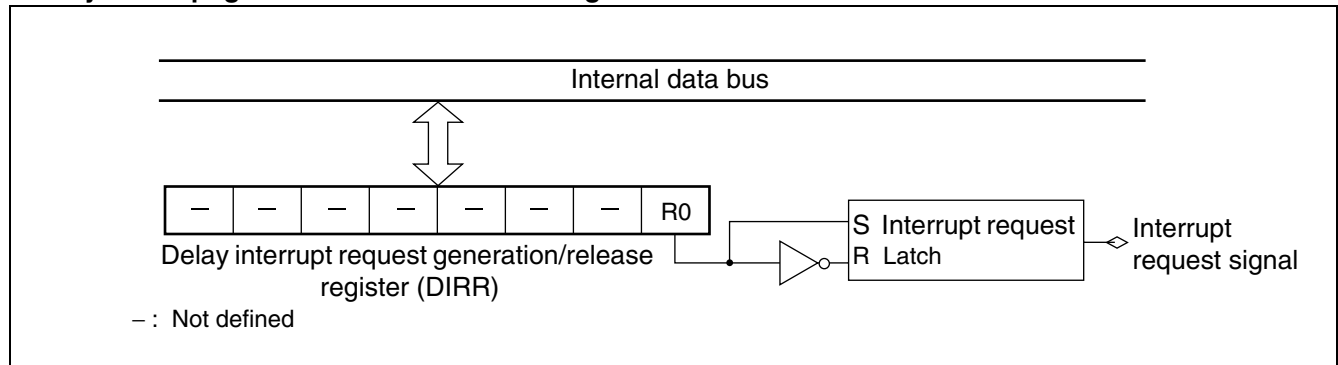 Internal data bus
– – – – – – – R0
Delay interrupt request generation/release
register (DIRR)
S Interrupt request
R Latch
Interrupt
request signal
– : Not defined